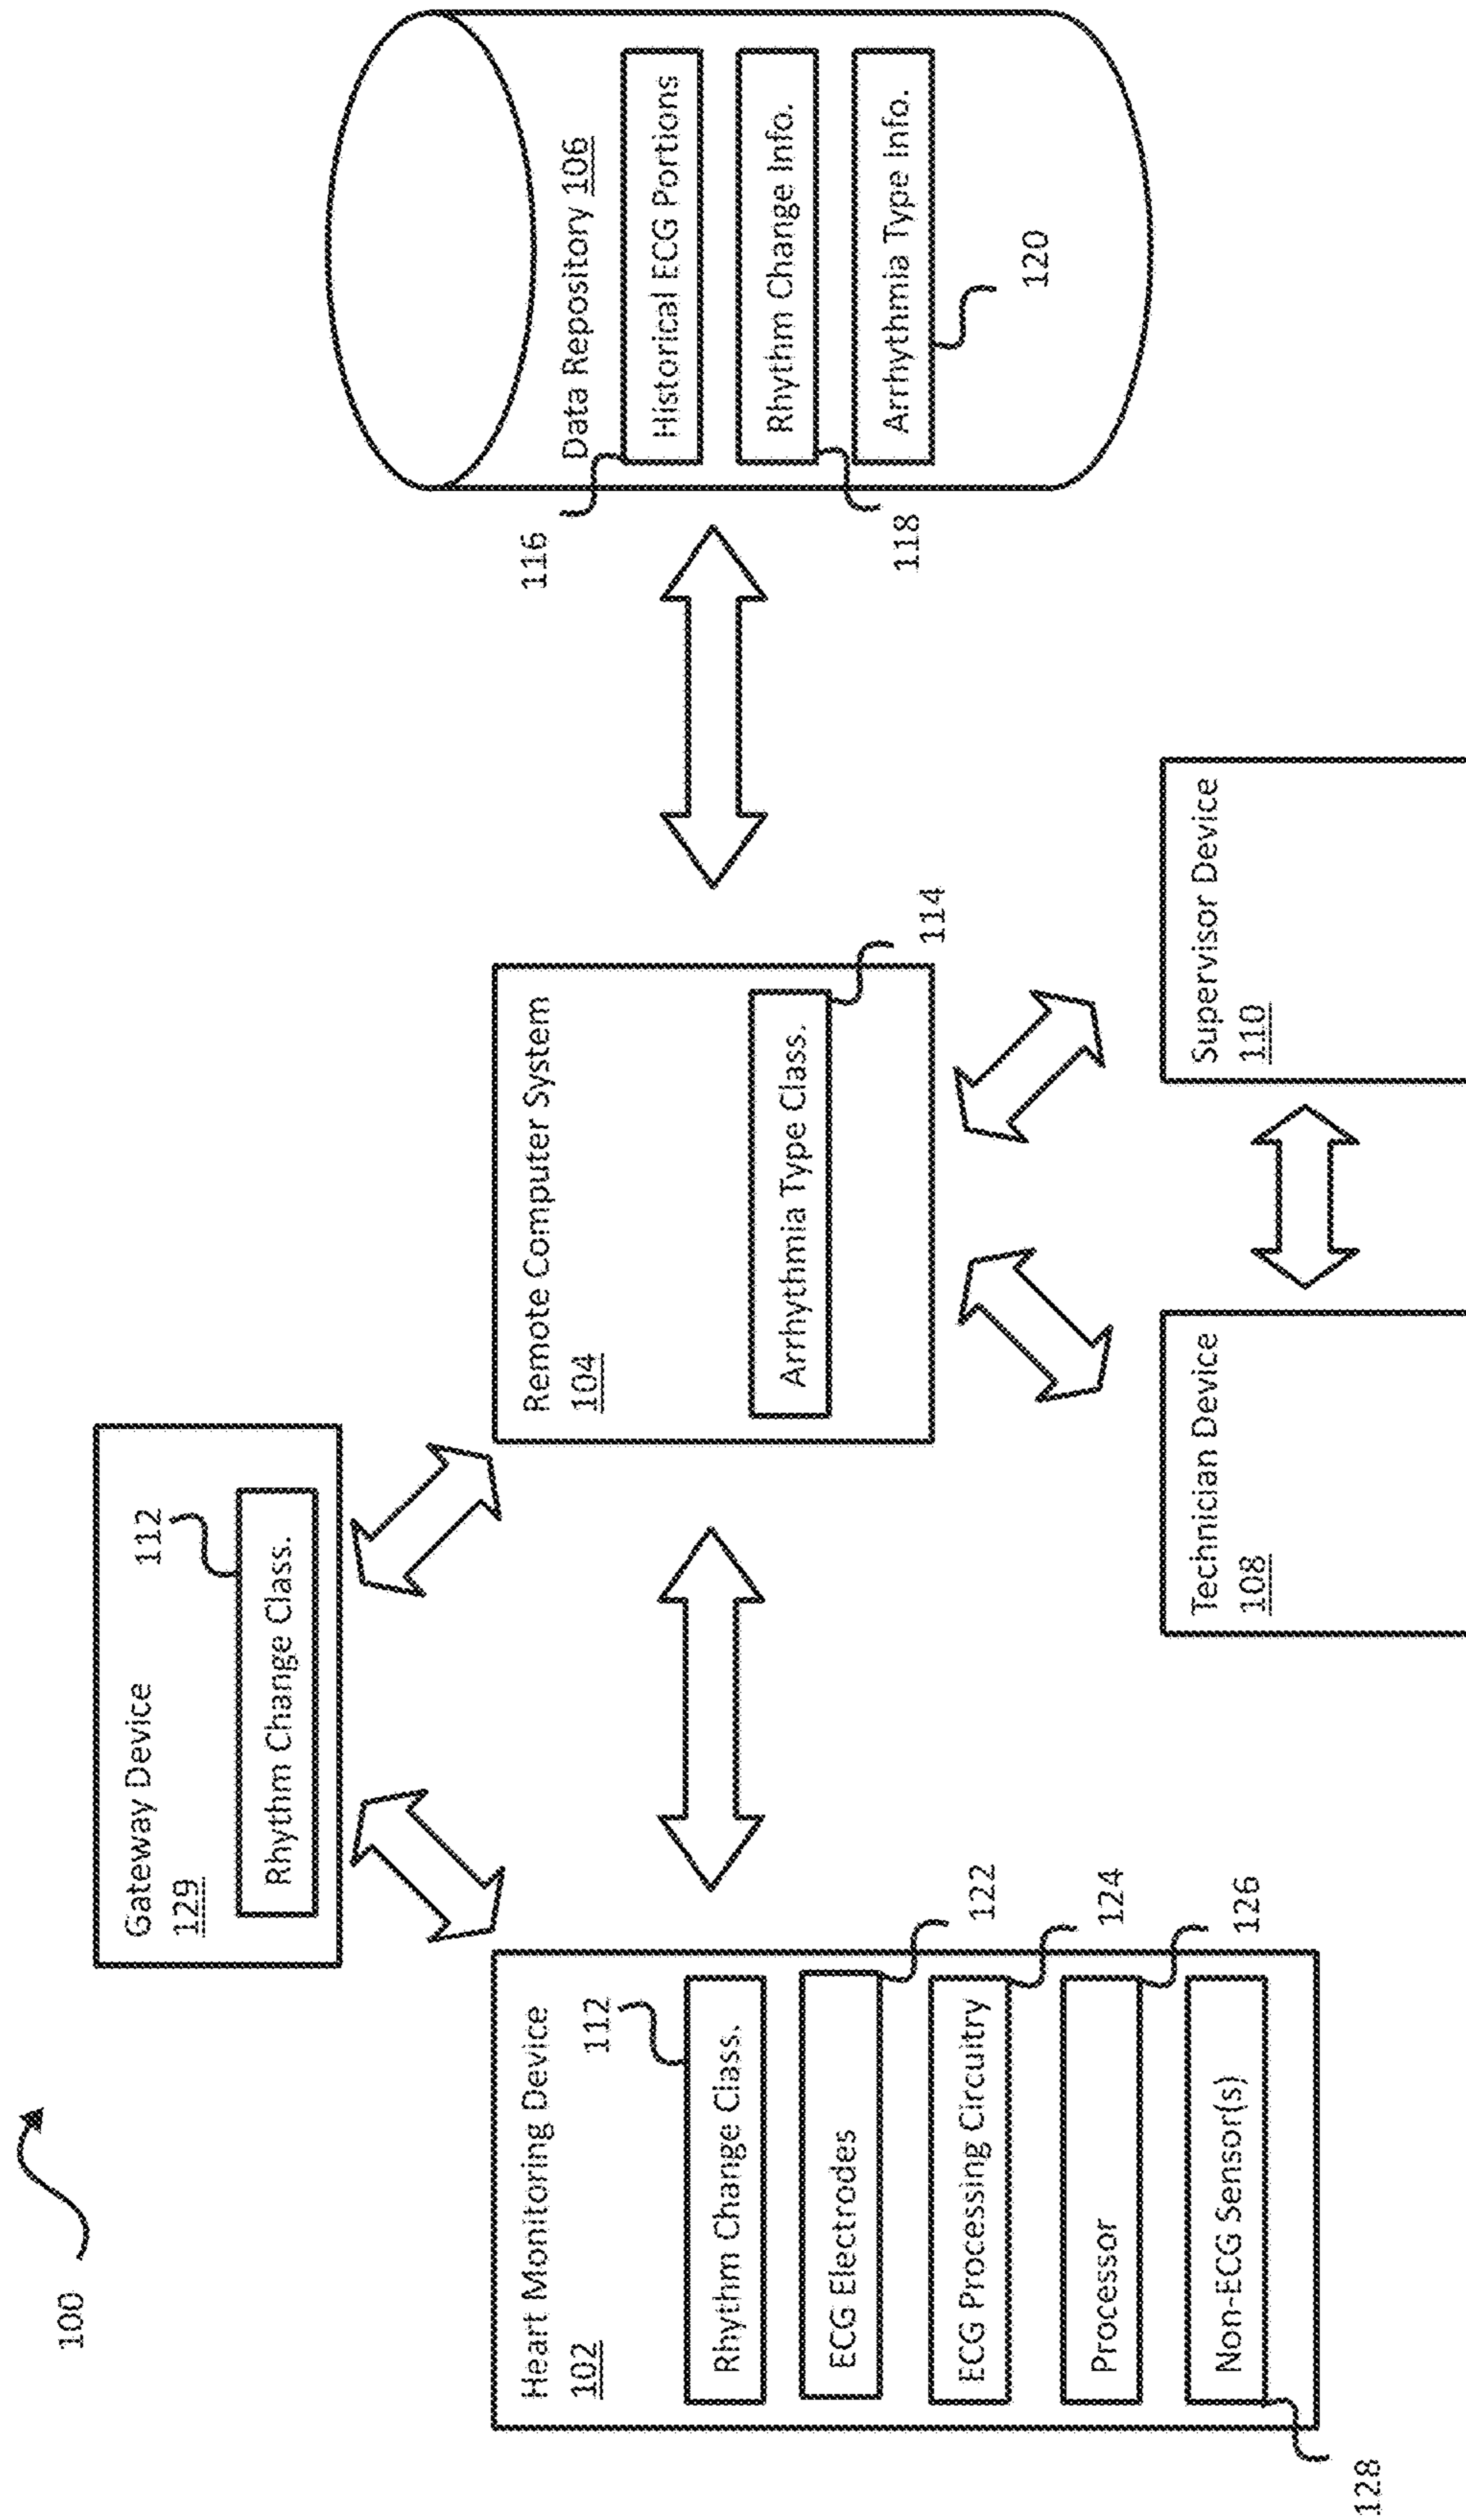 100
Gateway Device
129
112
Rhythm Change Class.
Heart Monitoring Device
102
112
Rhythm Change Class.
ECG Electrodes
122
ECG Processing Circuitry
124
Processor
126
Non-ECG Sensor(s)
128
Remote Computer System
104
Arrhythmia Type Class.
114
Technician Device
108
Supervisor Device
110
Data Repository 106
116
Historical ECG Portions
Rhythm Change Info.
118
Arrhythmia Type Info.
120